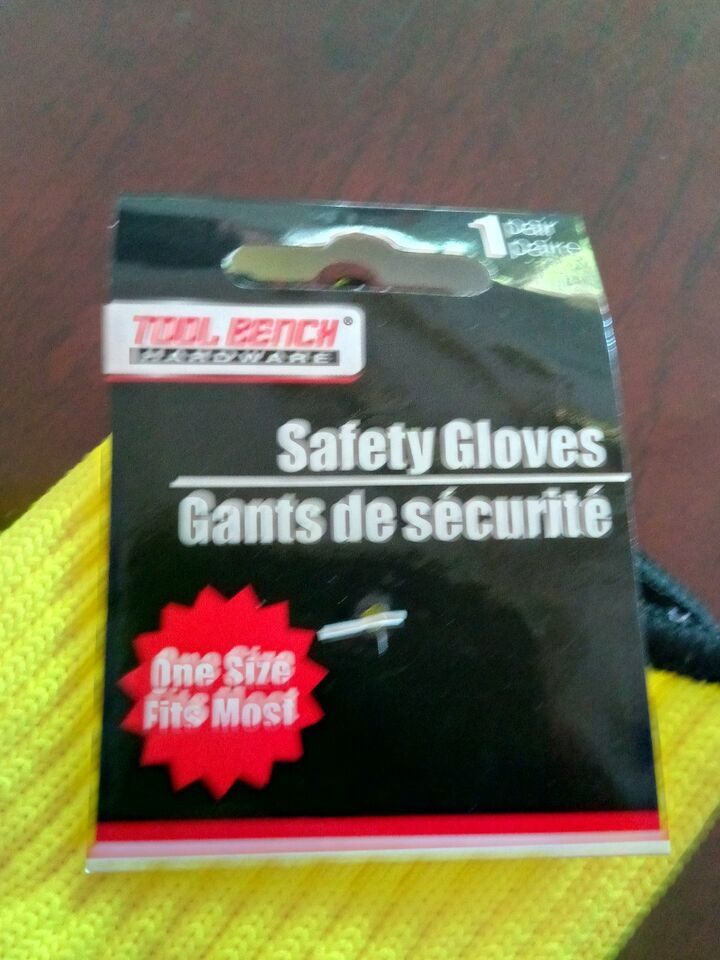 1 pair
paire
TOOL BENCH®
HARDWARE
Safety Gloves
Gants de sécurité
One Size
Fits Most